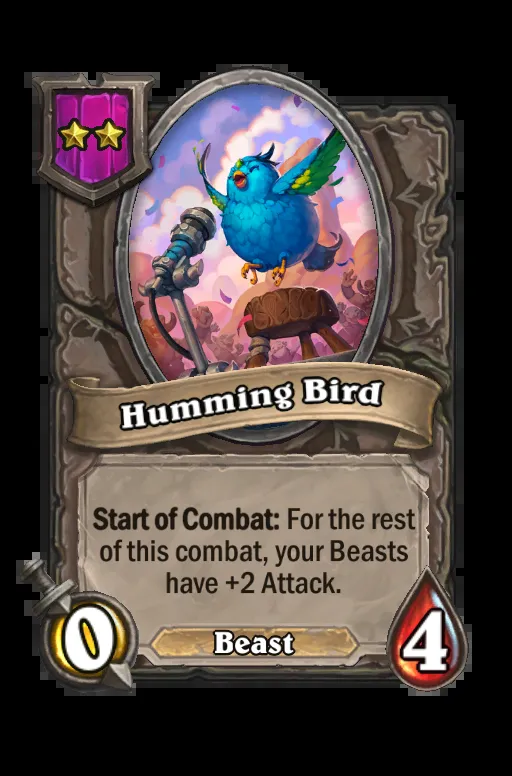 Humming Bird
Start of Combat: For the rest
of this combat, your Beasts
have +2 Attack.
0
Beast
4